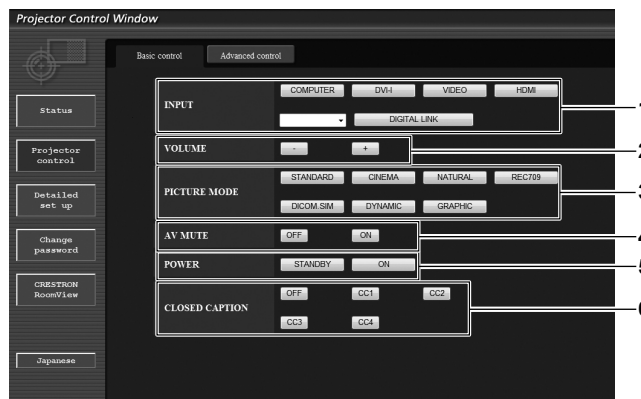 Projector Control Window
Basic control Advanced control
Status
Projector
control
Detailed
set up
Change
password
CRESTRON
RoomView
Japanese
INPUT
COMPUTER DVI-I VIDEO HDMI
DIGITAL LINK
VOLUME - +
PICTURE MODE
STANDARD CINEMA NATURAL REC709
DICOM.SIM DYNAMIC GRAPHIC
AV MUTE OFF ON
POWER STANDBY ON
CLOSED CAPTION
OFF CC1 CC2
CC3 CC4
1
2
3
4
5
6